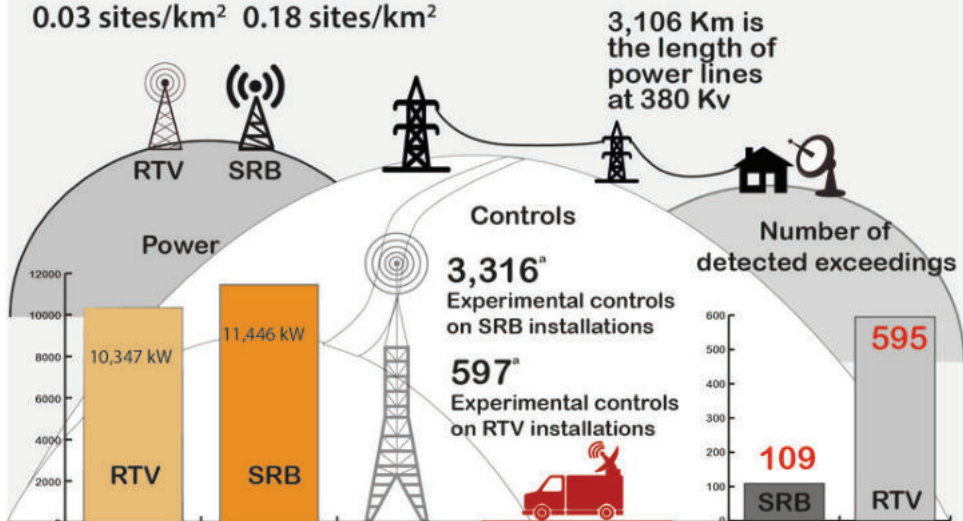 0.03 sites/km² 0.18 sites/km²
3,106 Km is
the length of
power lines
at 380 Kv
RTV SRB
Power
12000
10000
8000
6000
4000
2000
10,347 kW
11,446 kW
RTV
SRB
Controls
3,316ª
Experimental controls
on SRB installations
597ª
Experimental controls
on RTV installations
Number of
detected exceedings
600
500
400
300
200
100
0
109
595
SRB
RTV